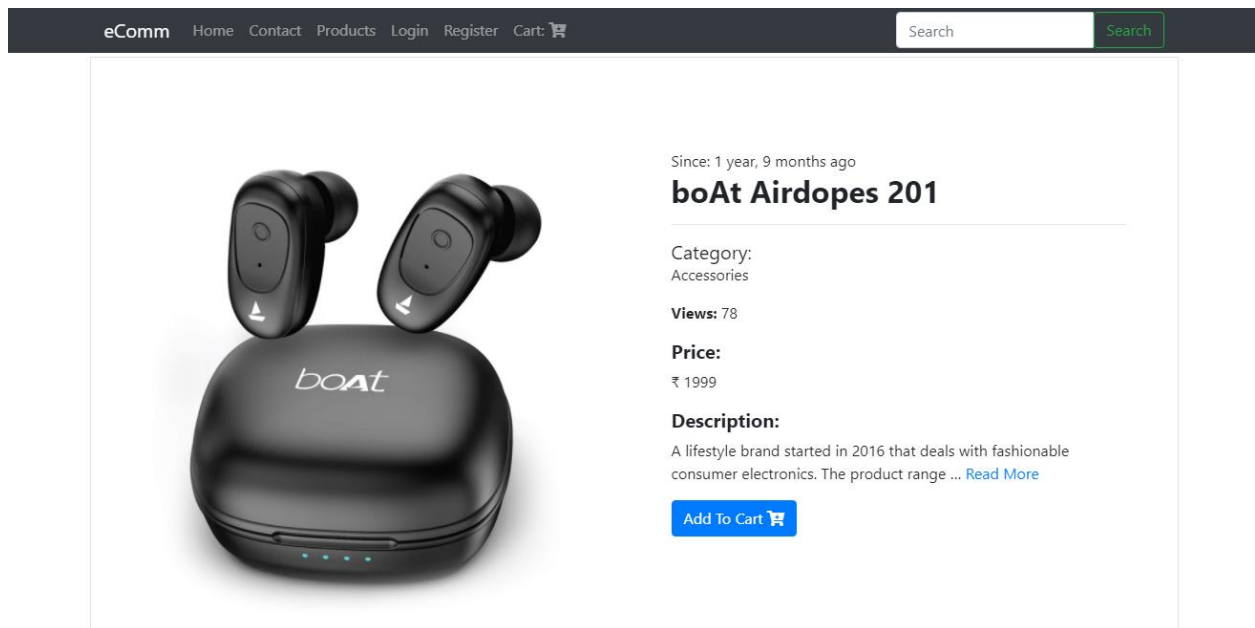 eComm Home Contact Products Login Register Cart: Search Search
Since: 1 year, 9 months ago
boAt Airdopes 201
Category:
Accessories
Views: 78
Price:
₹ 1999
Description:
A lifestyle brand started in 2016 that deals with fashionable
consumer electronics. The product range ... Read More
Add To Cart
boAt